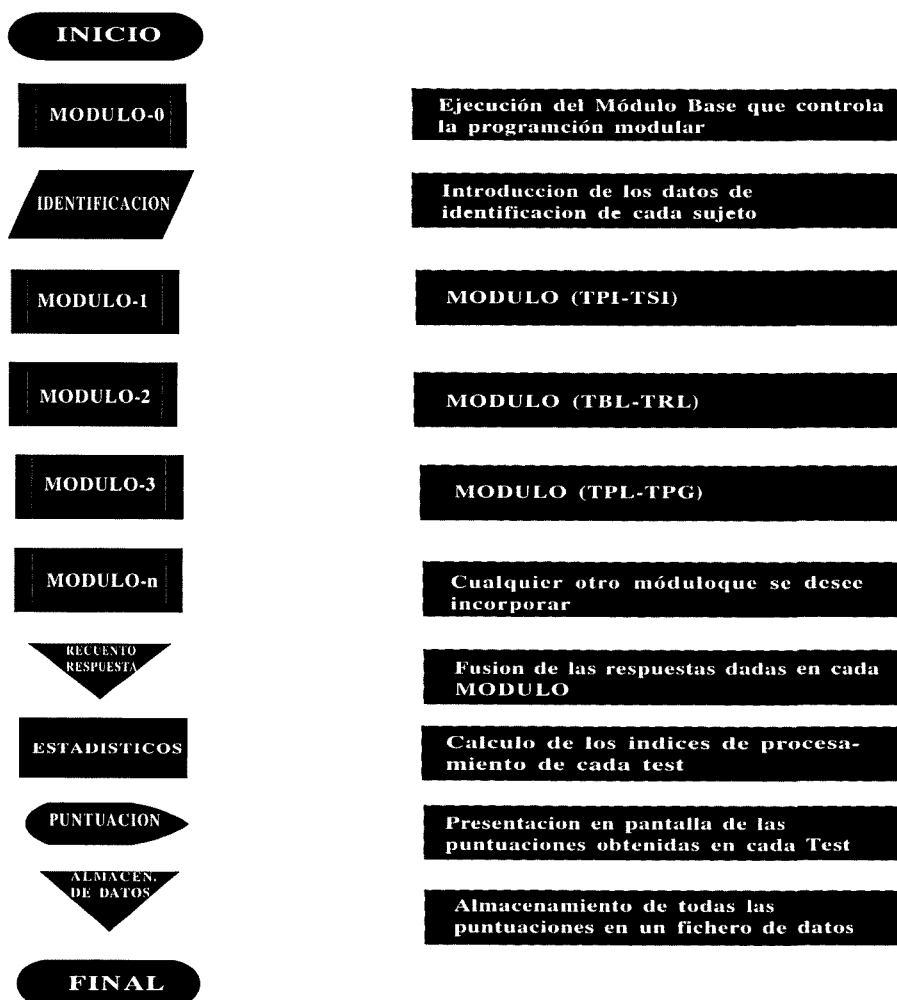 INICIO
MODULO-0
Ejecución del Módulo Base que controla
la programción modular
IDENTIFICACION
Introduccion de los datos de
identificacion de cada sujeto
MODULO-1
MODULO (TPI-TSI)
MODULO-2
MODULO (TBL-TRL)
MODULO-3
MODULO (TPL-TPG)
MODULO-n
Cualquier otro móduloque se desee
incorporar
RECUENTO
RESPUESTA
Fusion de las respuestas dadas en cada
MODULO
ESTADISTICOS
Calculo de los indices de procesa-
miento de cada test
PUNTUACION
Presentacion en pantalla de las
puntuaciones obtenidas en cada Test
ALMACEN.
DE DATOS
Almacenamiento de todas las
puntuaciones en un fichero de datos
FINAL